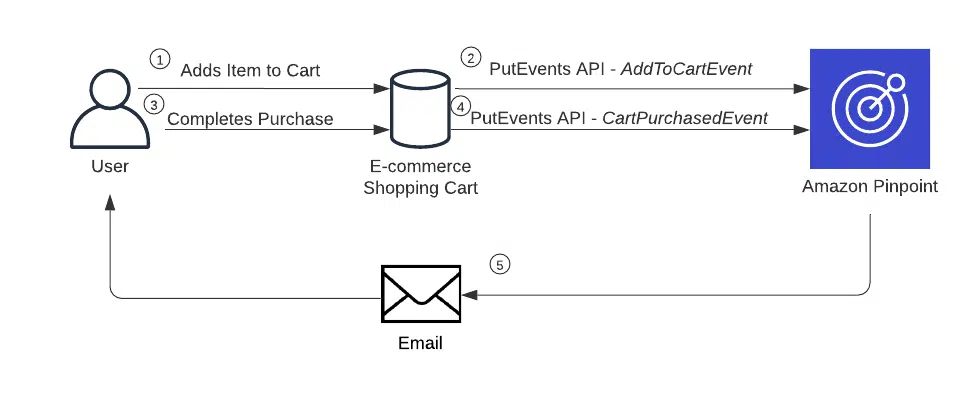 1
Adds Item to Cart
2
PutEvents API - AddToCartEvent
3
Completes Purchase
4
PutEvents API - CartPurchasedEvent
User
E-commerce
Shopping Cart
Amazon Pinpoint
5
Email